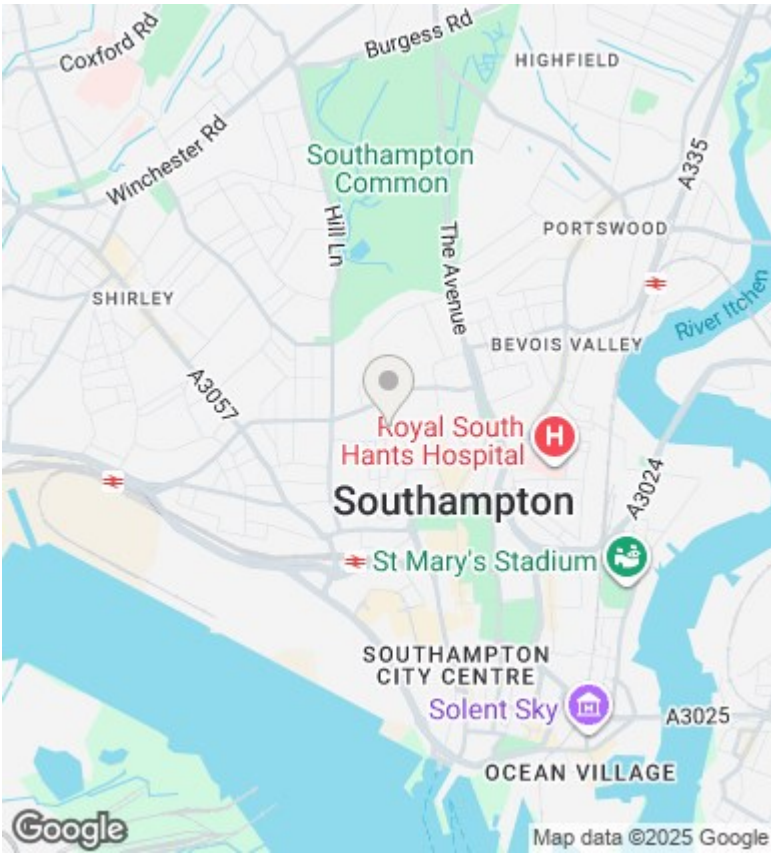 Coxford Rd
Burgess Rd
HIGHFIELD
Winchester Rd
Southampton
Common
A335
Hill Ln
The Avenue
PORTSWOOD
SHIRLEY
River Itchen
BEVOIS VALLEY
A3057
Royal South
Hants Hospital
H
Southampton
A3024
St Mary's Stadium
SOUTHAMPTON
CITY CENTRE
Solent Sky
A3025
OCEAN VILLAGE
Google
Map data ©2025 Google